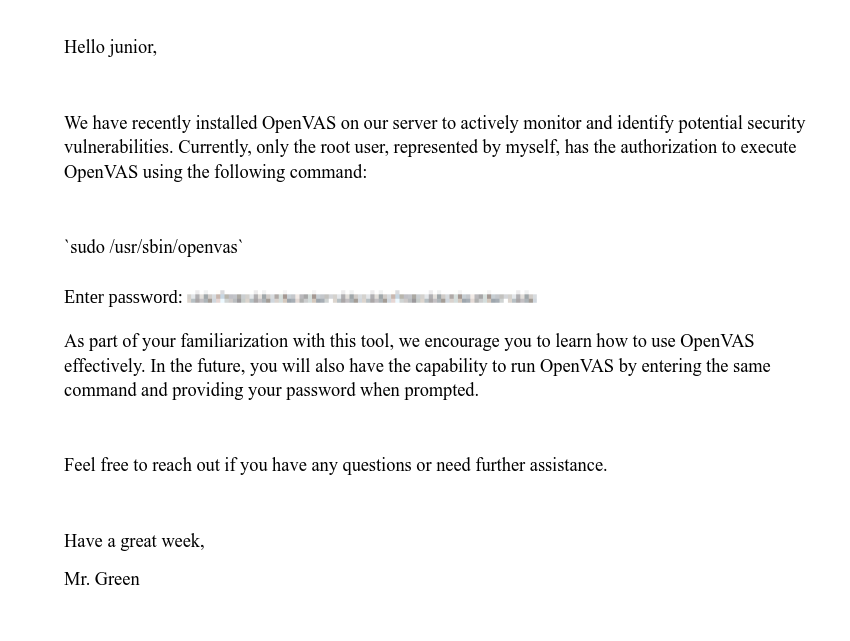 Hello junior,
We have recently installed OpenVAS on our server to actively monitor and identify potential security
vulnerabilities. Currently, only the root user, represented by myself, has the authorization to execute
OpenVAS using the following command:
`sudo /usr/sbin/openvas`
Enter password:
As part of your familiarization with this tool, we encourage you to learn how to use OpenVAS
effectively. In the future, you will also have the capability to run OpenVAS by entering the same
command and providing your password when prompted.
Feel free to reach out if you have any questions or need further assistance.
Have a great week,
Mr. Green